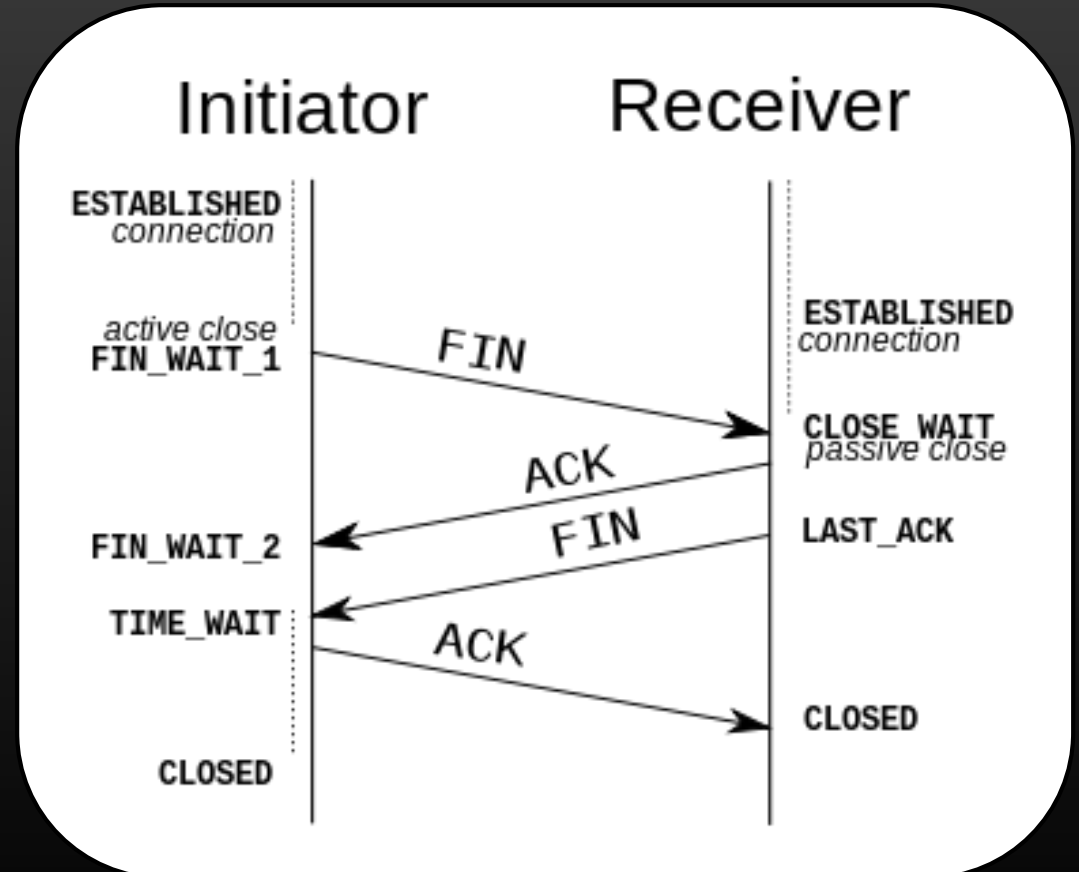 Initiator
Receiver
ESTABLISHED
connection
ESTABLISHED
connection
active close
FIN_WAIT_1
FIN
CLOSE_WAIT
passive close
ACK
FIN
LAST_ACK
FIN_WAIT_2
TIME_WAIT
ACK
CLOSED
CLOSED